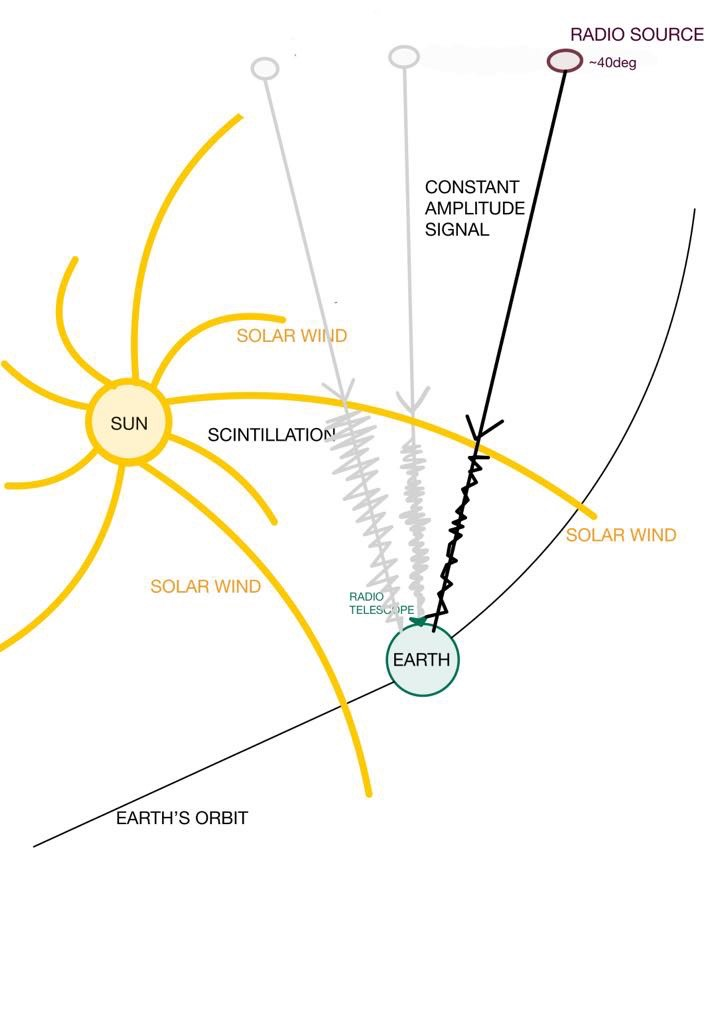 RADIO SOURCE
~40deg
CONSTANT
AMPLITUDE
SIGNAL
SOLAR WIND
SUN
SCINTILLATION
SOLAR WIND
SOLAR WIND
RADIO
TELESCOPE
EARTH
EARTH'S ORBIT